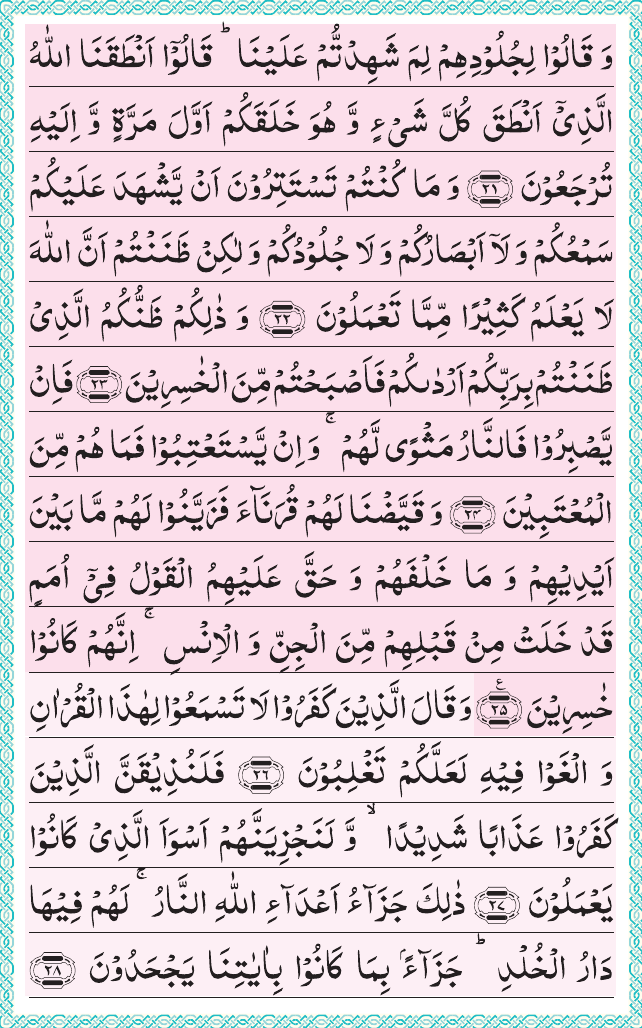 وَ قَالُوْا لِجُلُوْدِهِمْ لِمَ شَهِدْتُّمْ عَلَیْنَا ؕ قَالُوْۤا اَنْطَقَنَا اللّٰهُ
الَّذِیْۤ اَنْطَقَ كُلَّ شَیْءٍ وَّ هُوَ خَلَقَكُمْ اَوَّلَ مَرَّةٍ وَّ اِلَیْهِ
تُرْجَعُوْنَ ﴿۲۱﴾ وَ مَا كُنْتُمْ تَسْتَتِرُوْنَ اَنْ یَّشْهَدَ عَلَیْكُمْ
سَمْعُكُمْ وَ لَاۤ اَبْصَارُكُمْ وَ لَا جُلُوْدُكُمْ وَ لٰكِنْ ظَنَنْتُمْ اَنَّ اللّٰهَ
لَا یَعْلَمُ كَثِیْرًا مِّمَّا تَعْمَلُوْنَ ﴿۲۲﴾ وَ ذٰلِكُمْ ظَنُّكُمُ الَّذِیْ
ظَنَنْتُمْ بِرَبِّكُمْ اَرْدٰىكُمْ فَاَصْبَحْتُمْ مِّنَ الْخٰسِرِیْنَ ﴿۲۳﴾ فَاِنْ
یَّصْبِرُوْا فَالنَّارُ مَثْوًی لَّهُمْ ۚ وَ اِنْ یَّسْتَعْتِبُوْا فَمَا هُمْ مِّنَ
الْمُعْتَبِیْنَ ﴿۲۴﴾ وَ قَیَّضْنَا لَهُمْ قُرَنَآءَ فَزَیَّنُوْا لَهُمْ مَّا بَیْنَ
اَیْدِیْهِمْ وَ مَا خَلْفَهُمْ وَ حَقَّ عَلَیْهِمُ الْقَوْلُ فِیْۤ اُمَمٍ
قَدْ خَلَتْ مِنْ قَبْلِهِمْ مِّنَ الْجِنِّ وَ الْاِنْسِ ۚ اِنَّهُمْ كَانُوْا
خٰسِرِیْنَ ﴿۲۵﴾ ع وَ قَالَ الَّذِیْنَ كَفَرُوْا لَا تَسْمَعُوْا لِهٰذَا الْقُرْاٰنِ
وَ الْغَوْا فِیْهِ لَعَلَّكُمْ تَغْلِبُوْنَ ﴿۲۶﴾ فَلَنُذِیْقَنَّ الَّذِیْنَ
كَفَرُوْا عَذَابًا شَدِیْدًا ۙ وَّ لَنَجْزِیَنَّهُمْ اَسْوَاَ الَّذِیْ كَانُوْا
یَعْمَلُوْنَ ﴿۲۷﴾ ذٰلِكَ جَزَآءُ اَعْدَآءِ اللّٰهِ النَّارُ ۚ لَهُمْ فِیْهَا
دَارُ الْخُلْدِ ؕ جَزَآءًۢ بِمَا كَانُوْا بِاٰیٰتِنَا یَجْحَدُوْنَ ﴿۲۸﴾